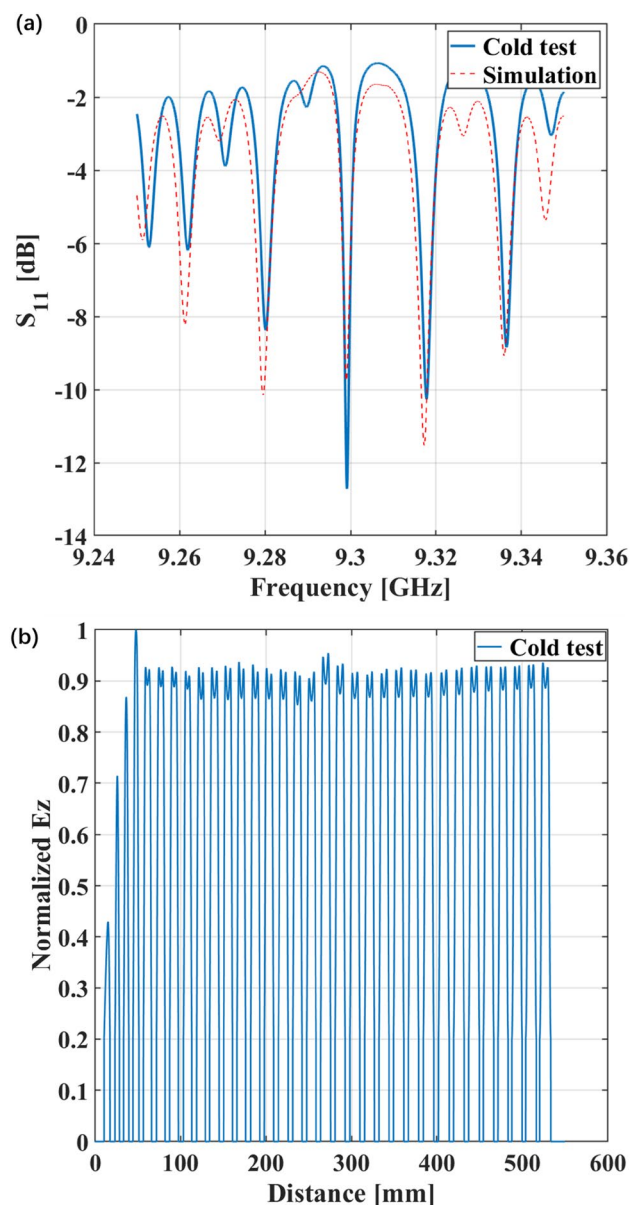 (a)
0
-2
-4
-6
-8
-10
-12
-14
S11 [dB]
Cold test
Simulation
9.24 9.26 9.28 9.3 9.32 9.34 9.36
Frequency [GHz]
(b)
1
0.9
0.8
0.7
0.6
0.5
0.4
0.3
0.2
0.1
0
Normalized Ez
Cold test
0 100 200 300 400 500 600
Distance [mm]